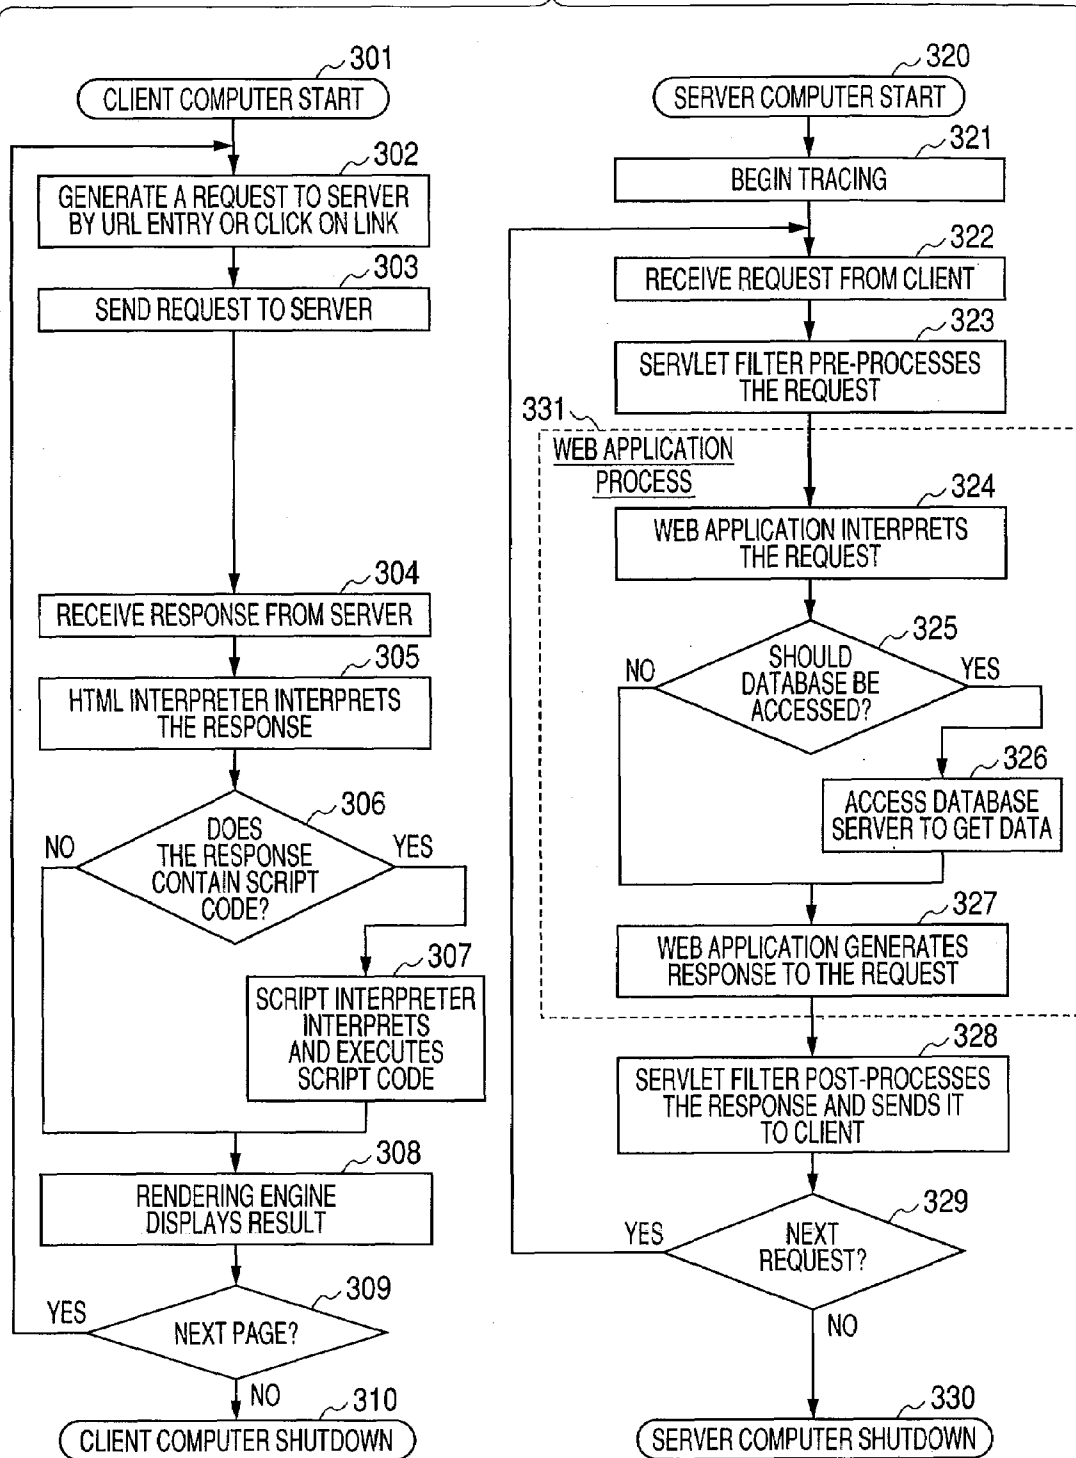 301
CLIENT COMPUTER START
302
GENERATE A REQUEST TO SERVER
BY URL ENTRY OR CLICK ON LINK
303
SEND REQUEST TO SERVER
304
RECEIVE RESPONSE FROM SERVER
305
HTML INTERPRETER INTERPRETS
THE RESPONSE
306
DOES
THE RESPONSE
CONTAIN SCRIPT
CODE?
NO
YES
307
SCRIPT INTERPRETER
INTERPRETS
AND EXECUTES
SCRIPT CODE
308
RENDERING ENGINE
DISPLAYS RESULT
309
YES
NEXT PAGE?
NO
310
CLIENT COMPUTER SHUTDOWN
320
SERVER COMPUTER START
321
BEGIN TRACING
322
RECEIVE REQUEST FROM CLIENT
323
SERVLET FILTER PRE-PROCESSES
THE REQUEST
331
WEB APPLICATION
PROCESS
324
WEB APPLICATION INTERPRETS
THE REQUEST
325
NO
SHOULD
DATABASE BE
ACCESSED?
YES
326
ACCESS DATABASE
SERVER TO GET DATA
327
WEB APPLICATION GENERATES
RESPONSE TO THE REQUEST
328
SERVLET FILTER POST-PROCESSES
THE RESPONSE AND SENDS IT
TO CLIENT
329
YES
NEXT
REQUEST?
NO
330
SERVER COMPUTER SHUTDOWN